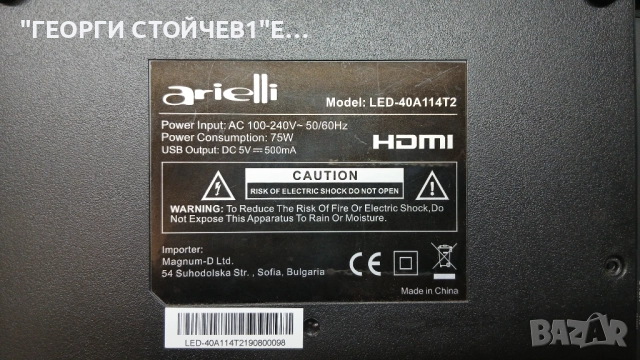 "ГЕОРГИ СТОЙЧЕВ1"Е...
arielli
Model: LED-40A114T2
Power Input: AC 100-240V~ 50/60Hz
Power Consumption: 75W
USB Output: DC 5V⎓500mA
HDMI
CAUTION
RISK OF ELECTRIC SHOCK DO NOT OPEN
WARNING: To Reduce The Risk Of Fire Or Electric Shock,Do
Not Expose This Apparatus To Rain Or Moisture.
Importer:
Magnum-D Ltd.
54 Suhodolska Str. , Sofia, Bulgaria
CE
Made in China
LED-40A114T2190800098
BAZAR